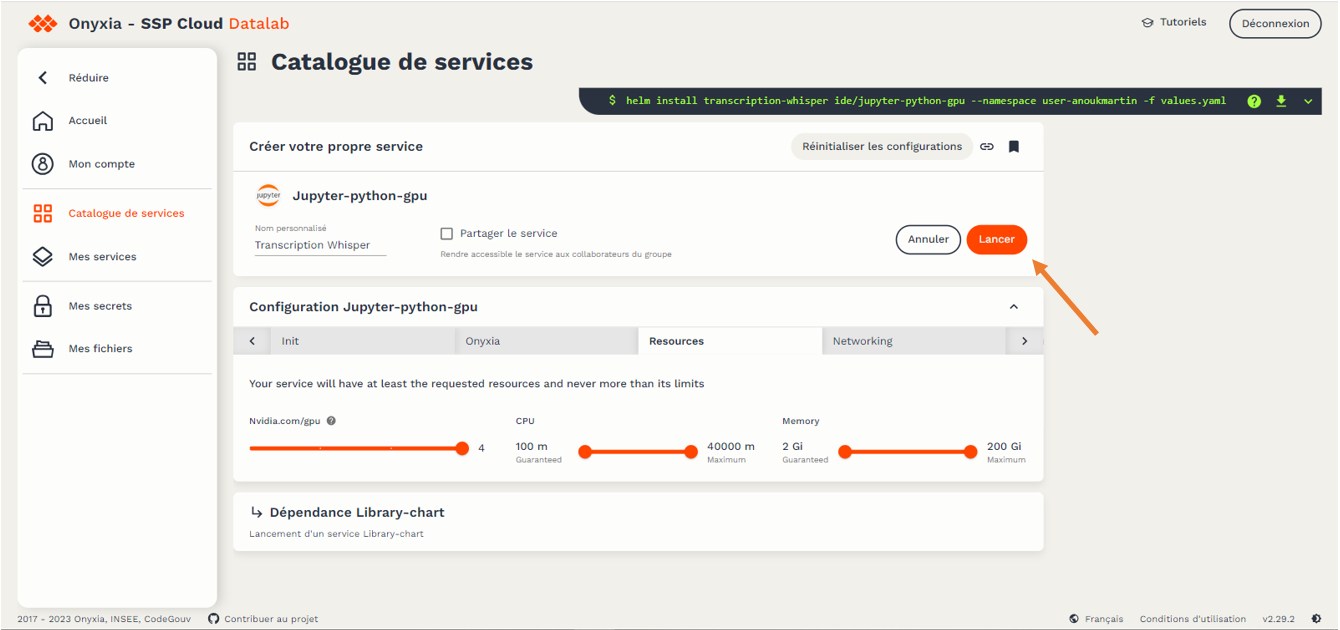 Onyxia - SSP Cloud Datalab
Tutoriels
Déconnexion
Réduire
Accueil
Mon compte
Catalogue de services
Mes services
Mes secrets
Mes fichiers
Catalogue de services
$ helm install transcription-whisper ide/jupyter-python-gpu --namespace user-anoukmartin -f values.yaml
Créer votre propre service
Réinitialiser les configurations
jupyter
Jupyter-python-gpu
Nom personnalisé
Transcription Whisper
Partager le service
Rendre accessible le service aux collaborateurs du groupe
Annuler
Lancer
Configuration Jupyter-python-gpu
Init
Onyxia
Resources
Networking
Your service will have at least the requested resources and never more than its limits
Nvidia.com/gpu
4
CPU
100 m
Guaranteed
40000 m
Maximum
Memory
2 Gi
Guaranteed
200 Gi
Maximum
Dépendance Library-chart
Lancement d'un service Library-chart
2017 - 2023 Onyxia, INSEE, CodeGouv
Contribuer au projet
Français
Conditions d'utilisation
v2.29.2